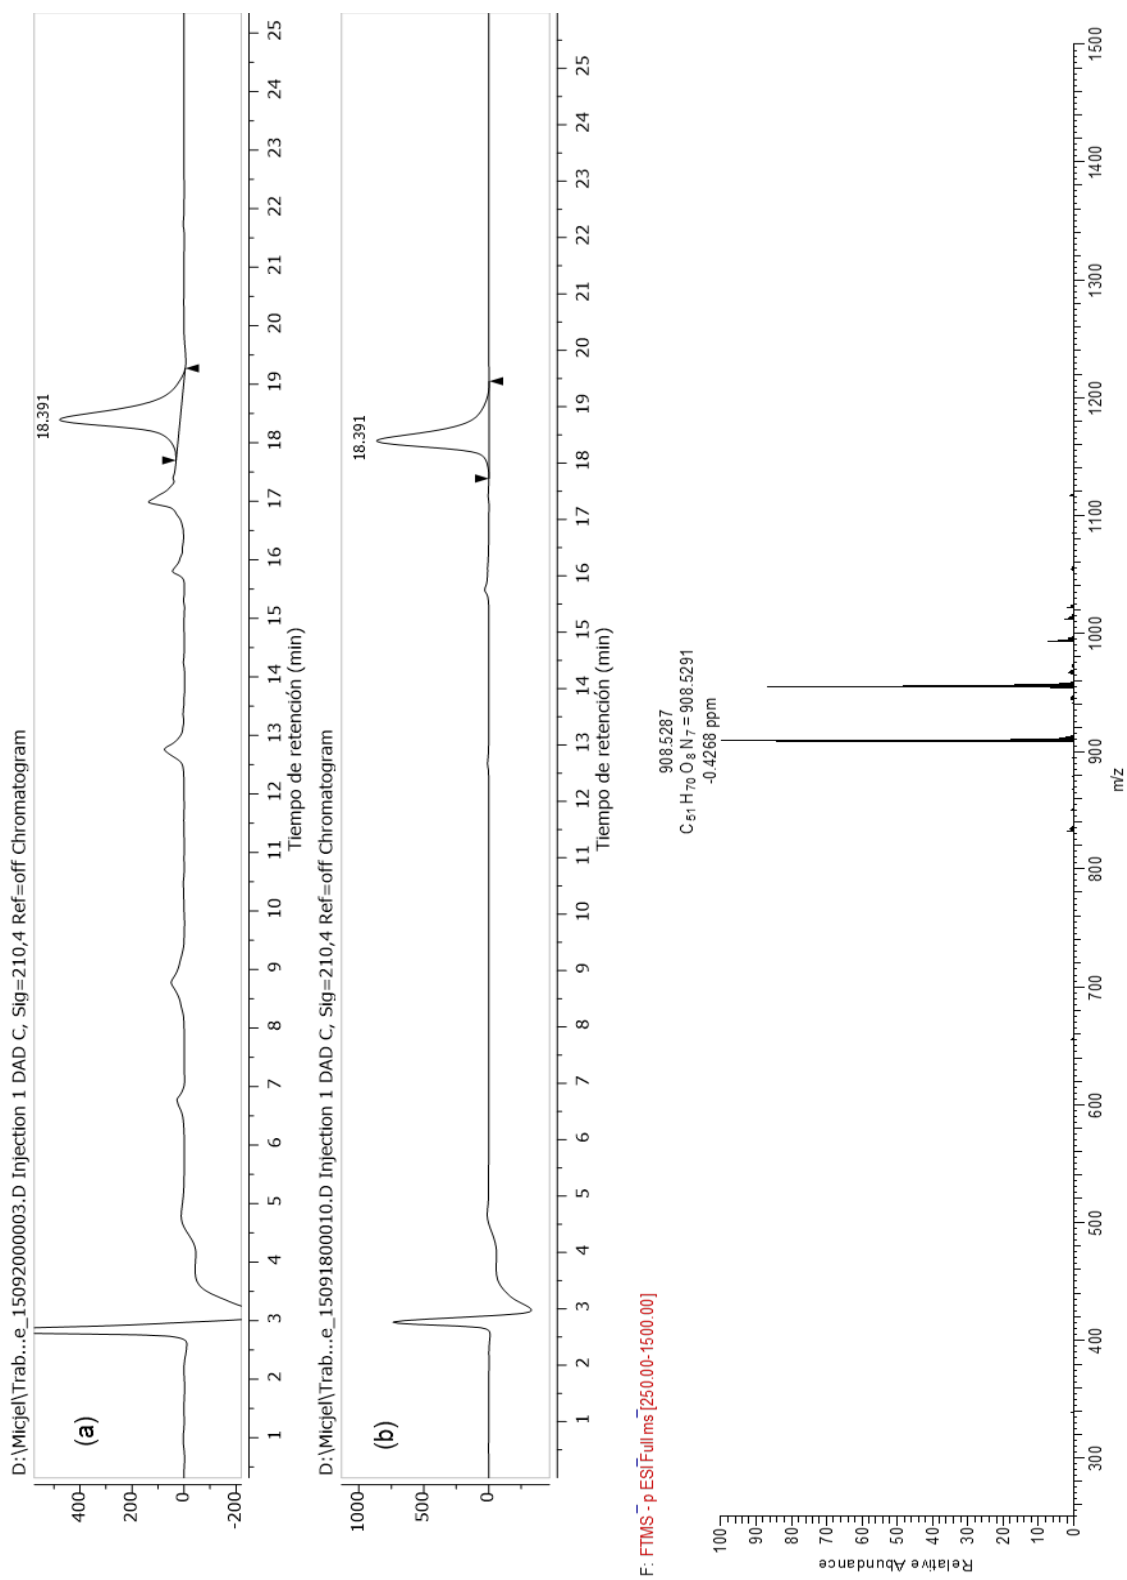 D:\Micjel\Trab...e_15092000003.D Injection 1 DAD C, Sig=210,4 Ref=off Chromatogram
(a)
18.391
400
200
0
-200
1 2 3 4 5 6 7 8 9 10 11 12 13 14 15 16 17 18 19 20 21 22 23 24 25
Tiempo de retención (min)
D:\Micjel\Trab...e_15091800010.D Injection 1 DAD C, Sig=210,4 Ref=off Chromatogram
(b)
18.391
1000
500
0
1 2 3 4 5 6 7 8 9 10 11 12 13 14 15 16 17 18 19 20 21 22 23 24 25
Tiempo de retención (min)
F: FTMS - p ESI Full ms [250.00-1500.00]
908.5287
C51 H70 O8 N7 = 908.5291
-0.4268 ppm
100
90
80
70
60
50
40
30
20
10
0
Relative Abundance
300 400 500 600 700 800 900 1000 1100 1200 1300 1400 1500
m/z